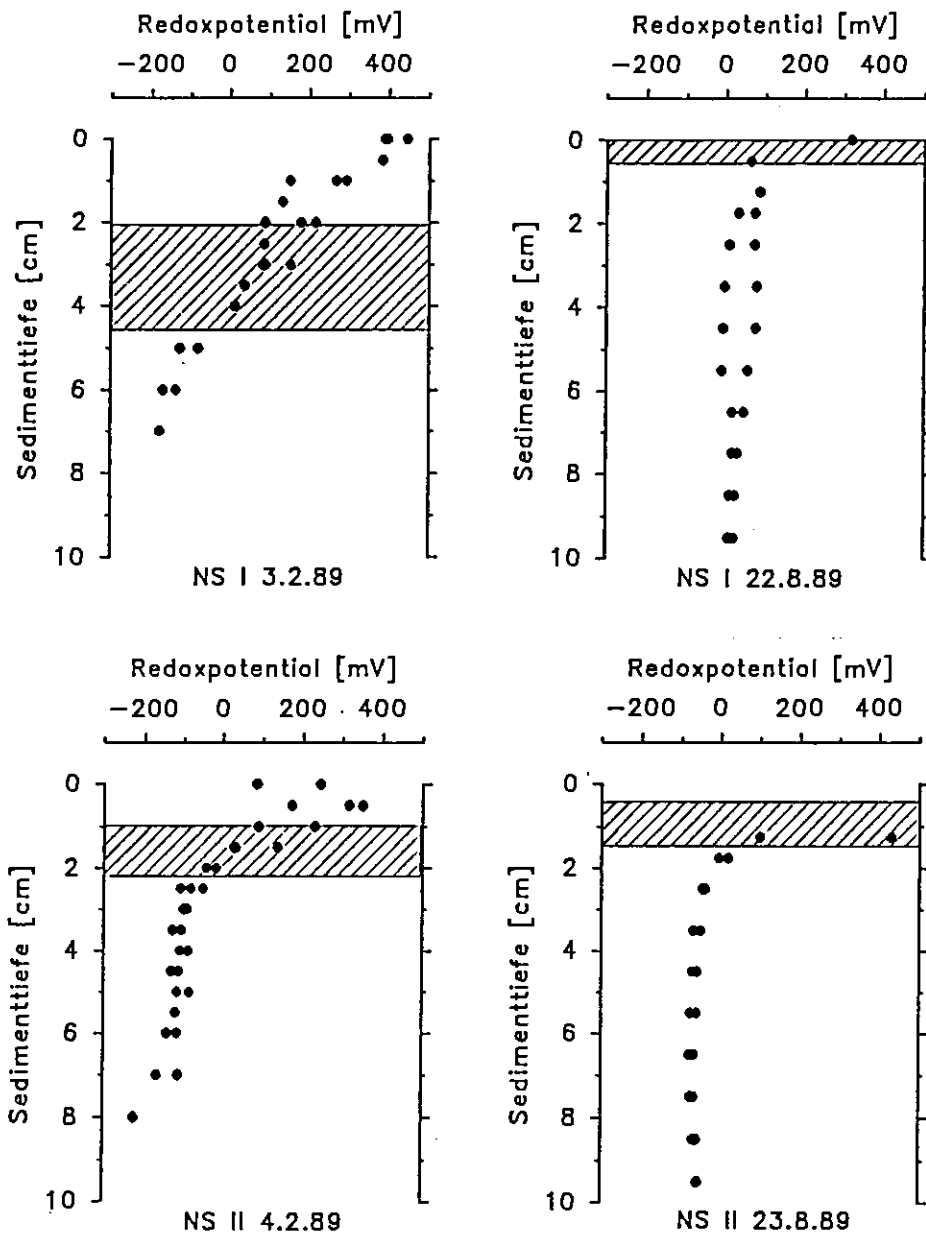 Redoxpotential [mV]
−200 0 200 400
0
2
4
6
8
10
Sedimenttiefe [cm]
NS I 3.2.89
Redoxpotential [mV]
−200 0 200 400
0
2
4
6
8
10
Sedimenttiefe [cm]
NS I 22.8.89
Redoxpotential [mV]
−200 0 200 400
0
2
4
6
8
10
Sedimenttiefe [cm]
NS II 4.2.89
Redoxpotential [mV]
−200 0 200 400
0
2
4
6
8
10
Sedimenttiefe [cm]
NS II 23.8.89